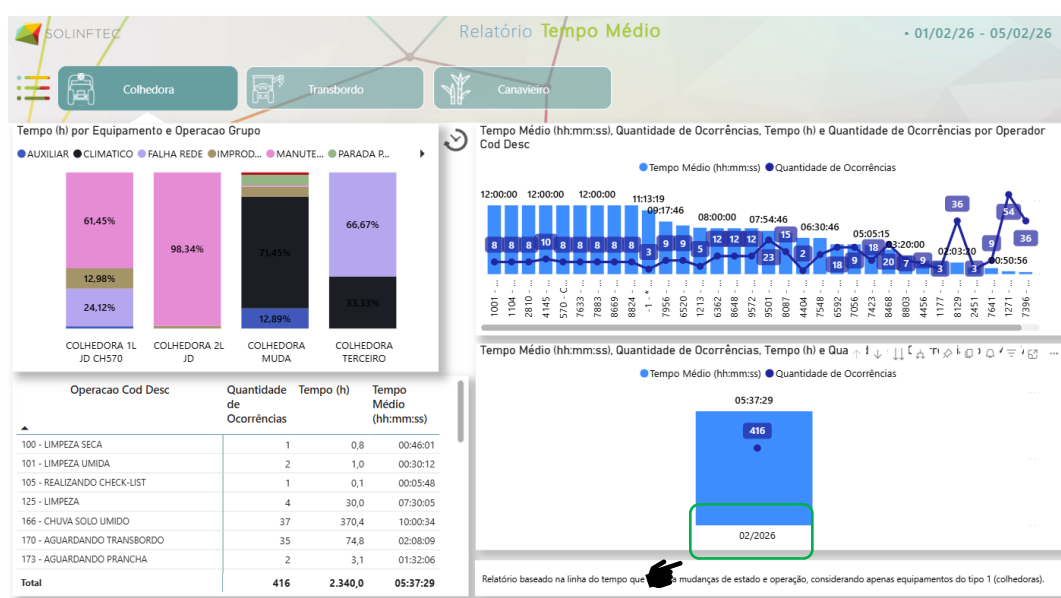 SOLINFTEC
Relatório Tempo Médio
• 01/02/26 - 05/02/26
Colhedora
Transbordo
Canavieiro
Tempo (h) por Equipamento e Operacao Grupo
AUXILIAR CLIMATICO FALHA REDE IMPROD... MANUTE... PARADA P...
61,45%
12,98%
24,12%
98,34%
71,45%
12,89%
66,67%
33,33%
COLHEDORA 1L JD CH570
COLHEDORA 2L JD
COLHEDORA MUDA
COLHEDORA TERCEIRO
Operacao Cod Desc Quantidade de Ocorrências Tempo (h) Tempo Médio (hh:mm:ss)
100 - LIMPEZA SECA 1 0,8 00:46:01
101 - LIMPEZA UMIDA 2 1,0 00:30:12
105 - REALIZANDO CHECK-LIST 1 0,1 00:05:48
125 - LIMPEZA 4 30,0 07:30:05
166 - CHUVA SOLO UMIDO 37 370,4 10:00:34
170 - AGUARDANDO TRANSBORDO 35 74,8 02:08:09
173 - AGUARDANDO PRANCHA 2 3,1 01:32:06
Total 416 2.340,0 05:37:29
Tempo Médio (hh:mm:ss), Quantidade de Ocorrências, Tempo (h) e Quantidade de Ocorrências por Operador
Cod Desc
Tempo Médio (hh:mm:ss) Quantidade de Ocorrências
12:00:00 12:00:00 12:00:00 11:13:19 09:17:46 08:00:00 07:54:46 06:30:46 05:05:15 03:20:00 02:03:20 00:50:56
8 8 8 10 8 8 8 8 8 3 9 9 5 12 12 12 23 15 2 18 9 18 20 7 9 3 36 3 9 54 36
1001 - ... 1104 - ... 2810 - ... 4145 - ... 570 - C... 7633 - ... 7883 - ... 8669 - ... 8824 - ... -1 - *... 7956 - ... 6520 - ... 1213 - ... 6362 - ... 8648 - ... 9572 - ... 9501 - ... 8087 - ... 4404 - ... 7548 - ... 6592 - ... 7056 - ... 7423 - ... 8468 - ... 8803 - ... 4456 - ... 1177 - ... 8129 - ... 2451 - ... 7641 - ... 1271 - ... 7396 - ...
Tempo Médio (hh:mm:ss), Quantidade de Ocorrências, Tempo (h) e Qua
Tempo Médio (hh:mm:ss) Quantidade de Ocorrências
05:37:29
416
02/2026
Relatório baseado na linha do tempo que mudanças de estado e operação, considerando apenas equipamentos do tipo 1 (colhedoras).